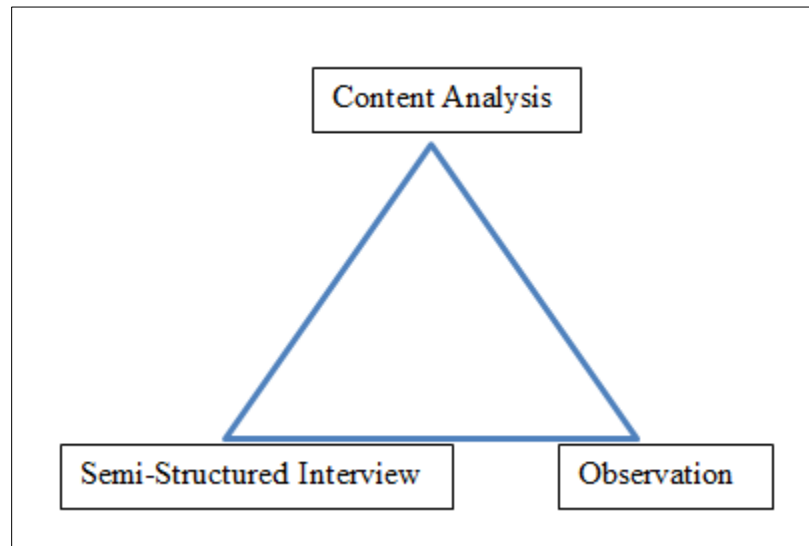 Content Analysis
Semi-Structured Interview
Observation